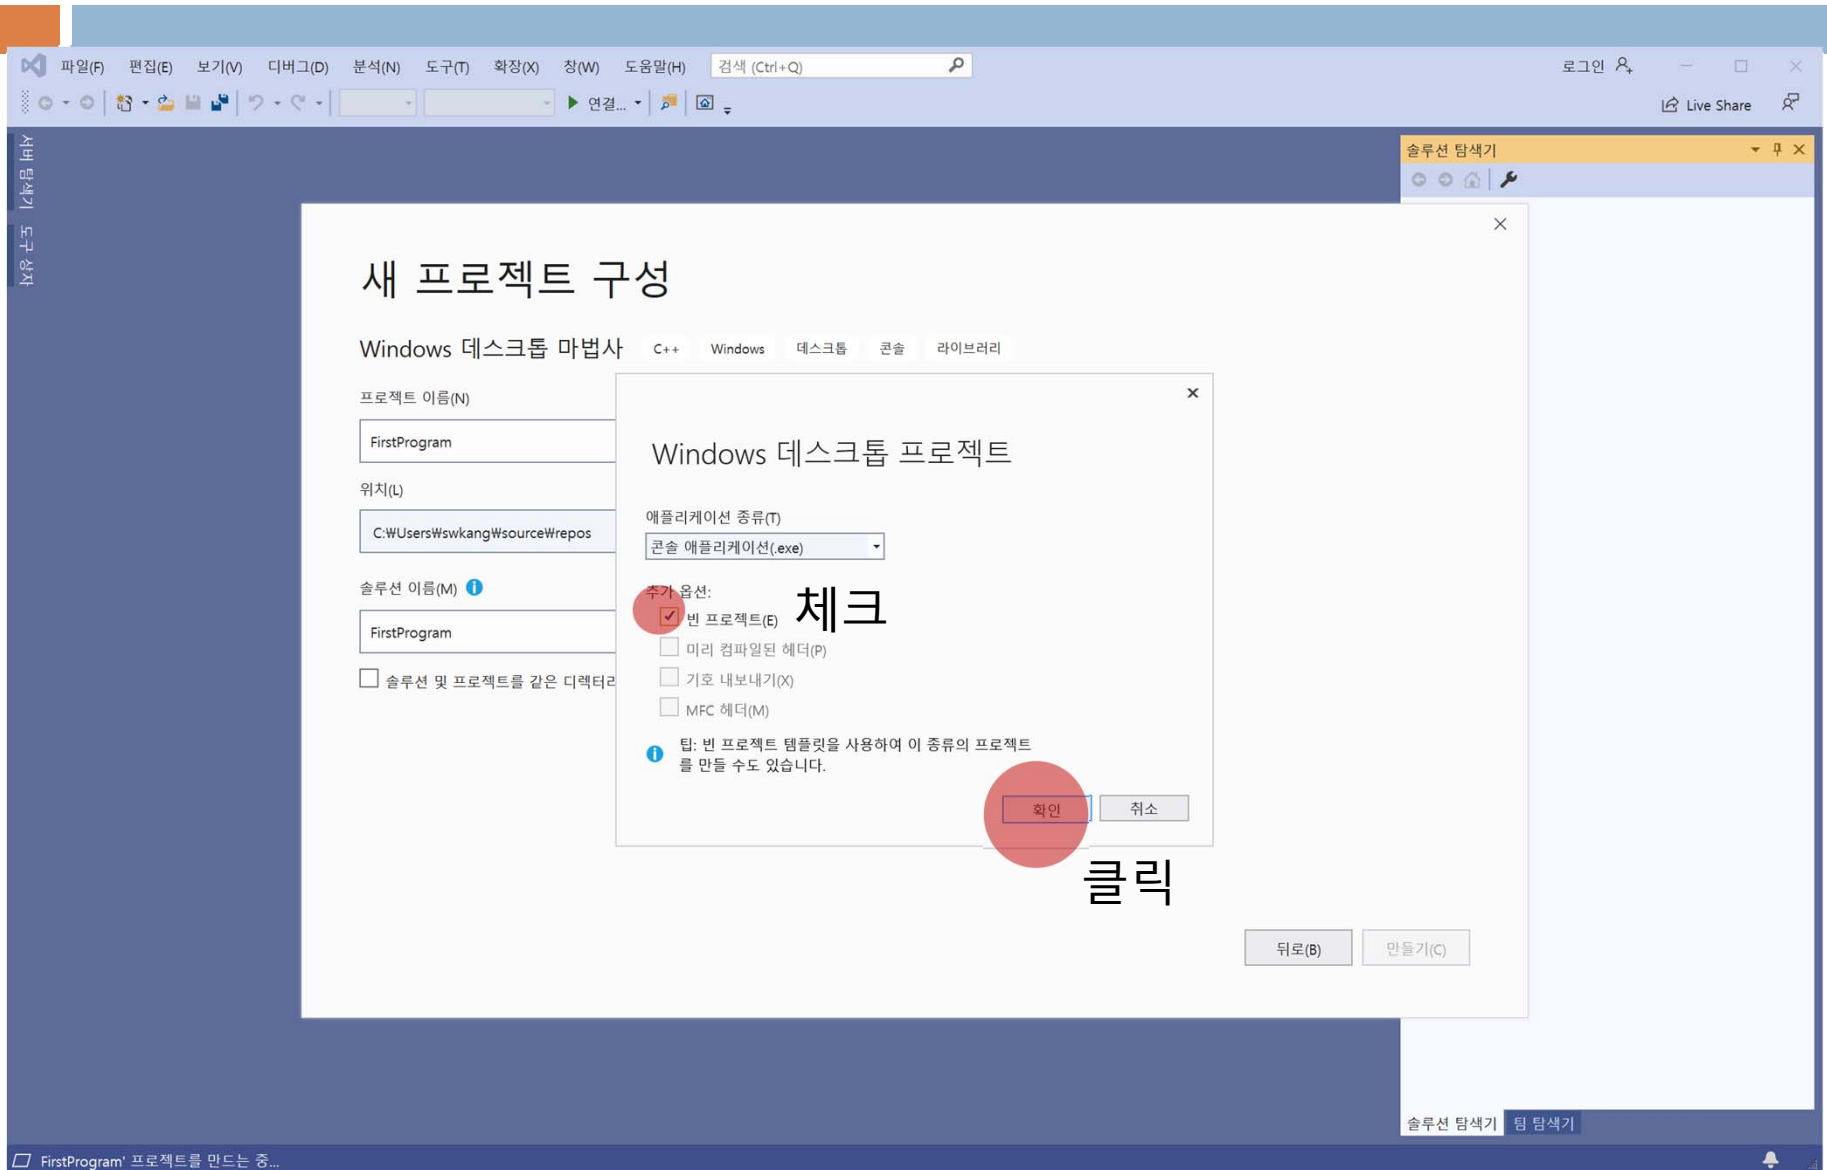 파일(F) 편집(E) 보기(V) 디버그(D) 분석(N) 도구(T) 확장(X) 창(W) 도움말(H) 검색 (Ctrl+Q) 로그인
연결... Live Share
서버 탐색기
도구 상자
솔루션 탐색기
새 프로젝트 구성
Windows 데스크톱 마법사 C++ Windows 데스크톱 콘솔 라이브러리
프로젝트 이름(N)
FirstProgram
위치(L)
C:₩Users₩swkang₩source₩repos
솔루션 이름(M)
FirstProgram
솔루션 및 프로젝트를 같은 디렉터리
Windows 데스크톱 프로젝트
애플리케이션 종류(T)
콘솔 애플리케이션(.exe)
추가 옵션:
빈 프로젝트(E)
체크
미리 컴파일된 헤더(P)
기호 내보내기(X)
MFC 헤더(M)
팁: 빈 프로젝트 템플릿을 사용하여 이 종류의 프로젝트
를 만들 수도 있습니다.
확인 취소
클릭
뒤로(B) 만들기(C)
솔루션 탐색기 팀 탐색기
FirstProgram' 프로젝트를 만드는 중...